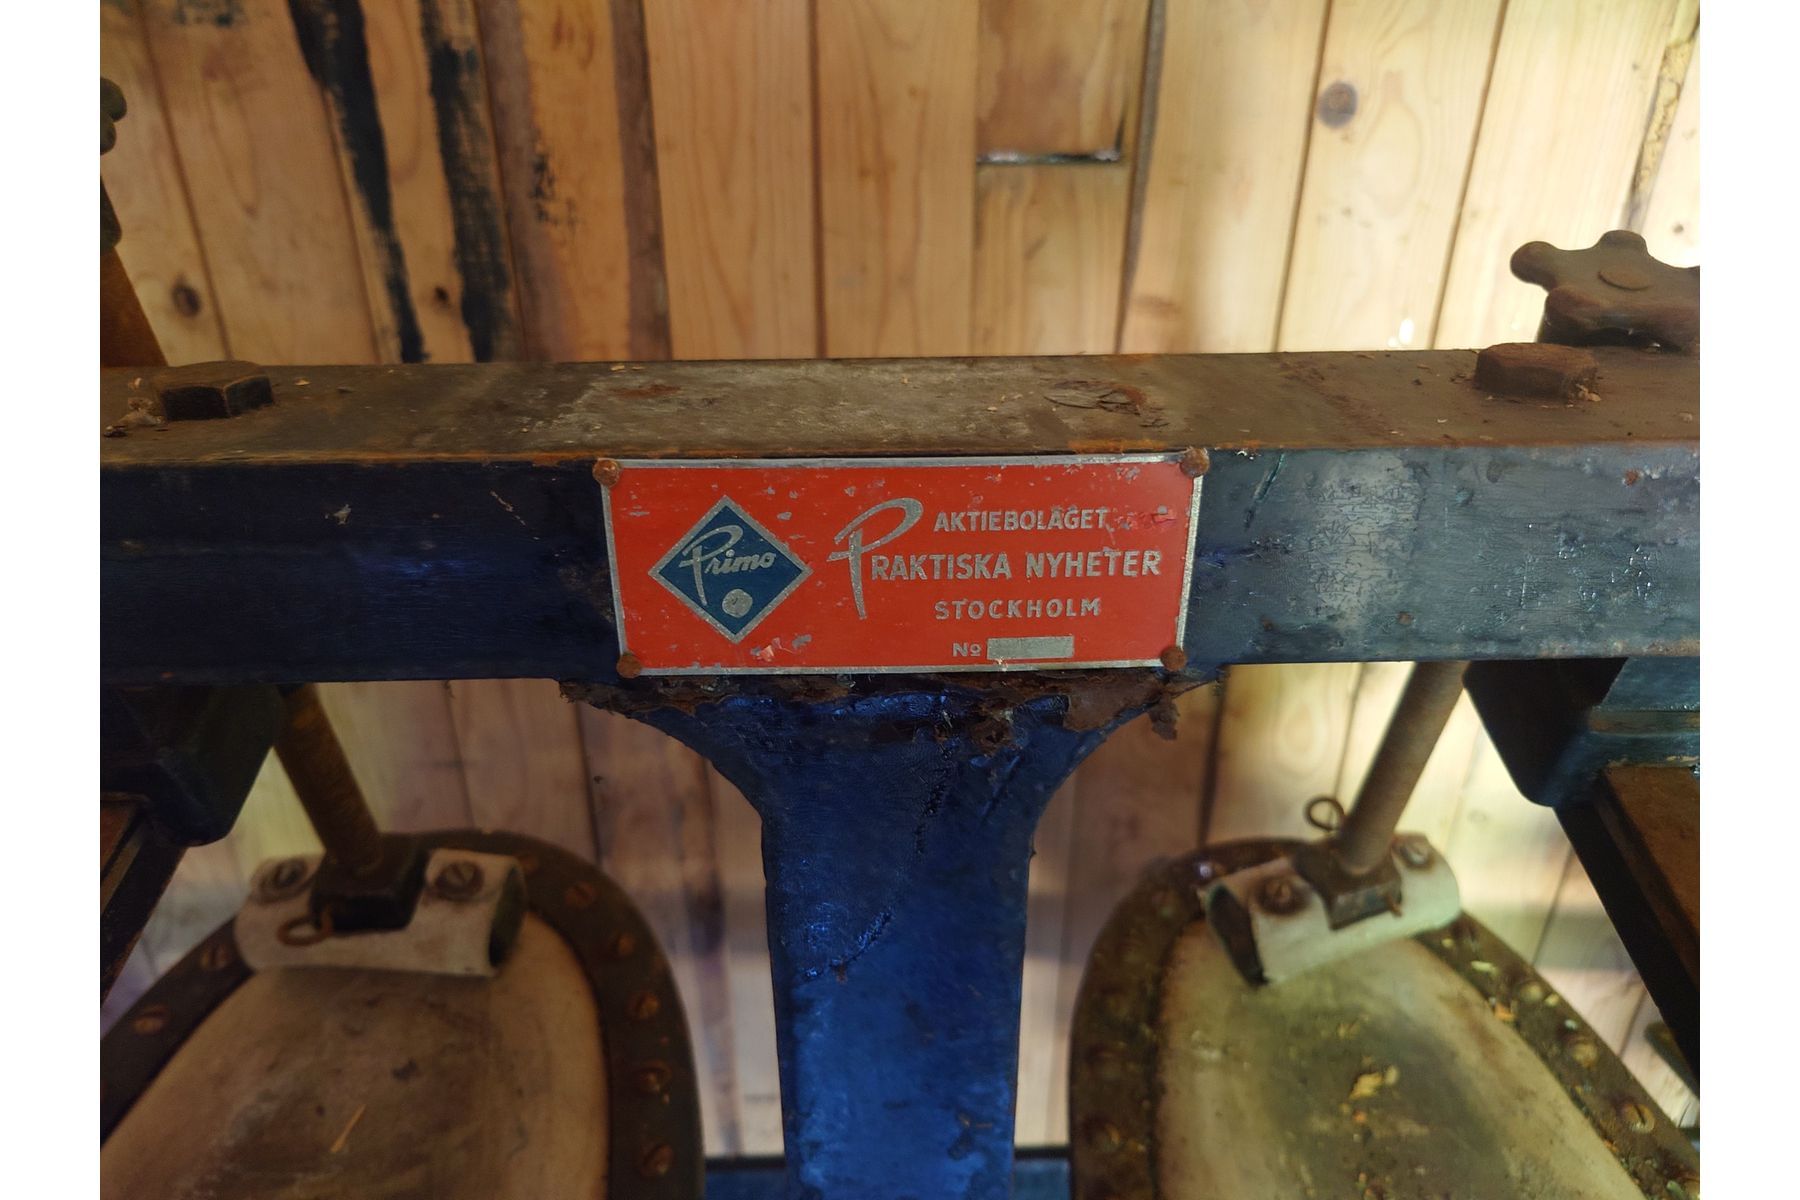 Primo
AKTIEBOLAGET
PRAKTISKA NYHETER
STOCKHOLM
No